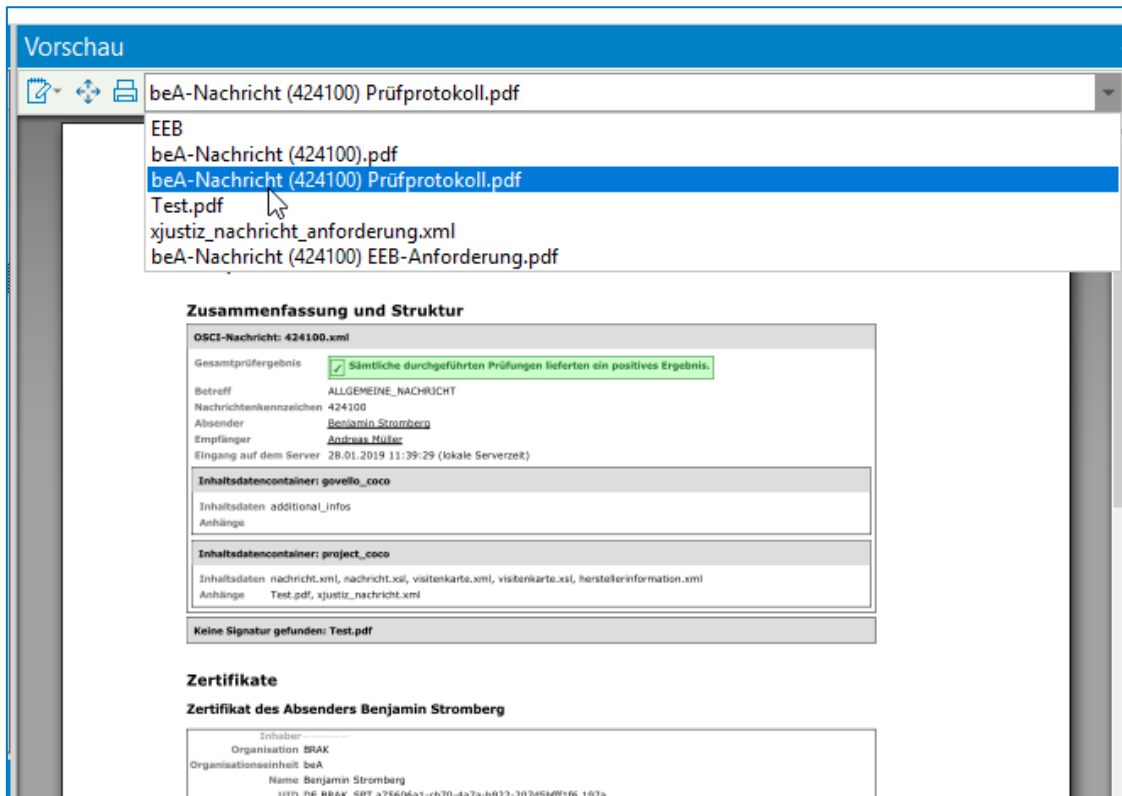 Vorschau
beA-Nachricht (424100) Prüfprotokoll.pdf
EEB
beA-Nachricht (424100).pdf
beA-Nachricht (424100) Prüfprotokoll.pdf
Test.pdf
xjustiz_nachricht_anforderung.xml
beA-Nachricht (424100) EEB-Anforderung.pdf
Zusammenfassung und Struktur
OSCI-Nachricht: 424100.xml
Gesamtprüfergebnis Sämtliche durchgeführten Prüfungen lieferten ein positives Ergebnis.
Betreff ALLGEMEINE_NACHRICHT
Nachrichtenkennzeichen 424100
Absender Benjamin Stromberg
Empfänger Andreas Müller
Eingang auf dem Server 28.01.2019 11:39:29 (lokale Serverzeit)
Inhaltsdatencontainer: govello_coco
Inhaltsdaten additional_infos
Anhänge
Inhaltsdatencontainer: project_coco
Inhaltsdaten nachricht.xml, nachricht.xsl, visitenkarte.xml, visitenkarte.xsl, herstellerinformation.xml
Anhänge Test.pdf, xjustiz_nachricht.xml
Keine Signatur gefunden: Test.pdf
Zertifikate
Zertifikat des Absenders Benjamin Stromberg
Inhaber
Organisation BRAK
Organisationseinheit beA
Name Benjamin Stromberg